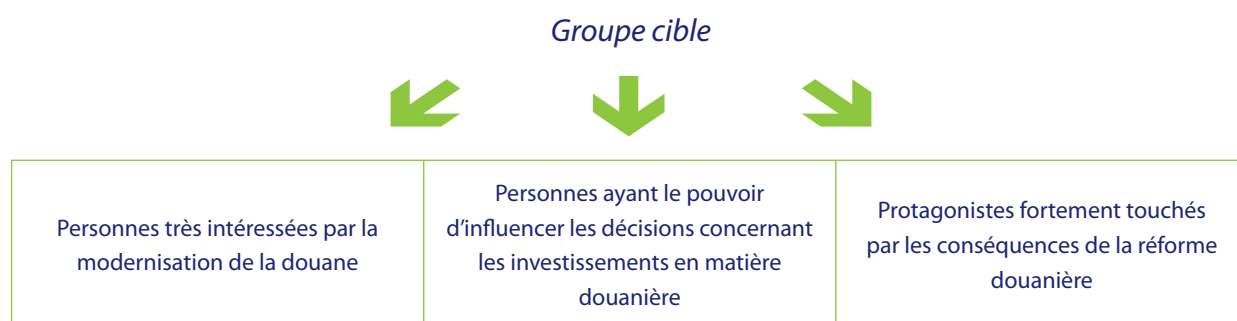 Groupe cible
Personnes très intéressées par la
modernisation de la douane
Personnes ayant le pouvoir
d’influencer les décisions concernant
les investissements en matière
douanière
Protagonistes fortement touchés
par les conséquences de la réforme
douanière